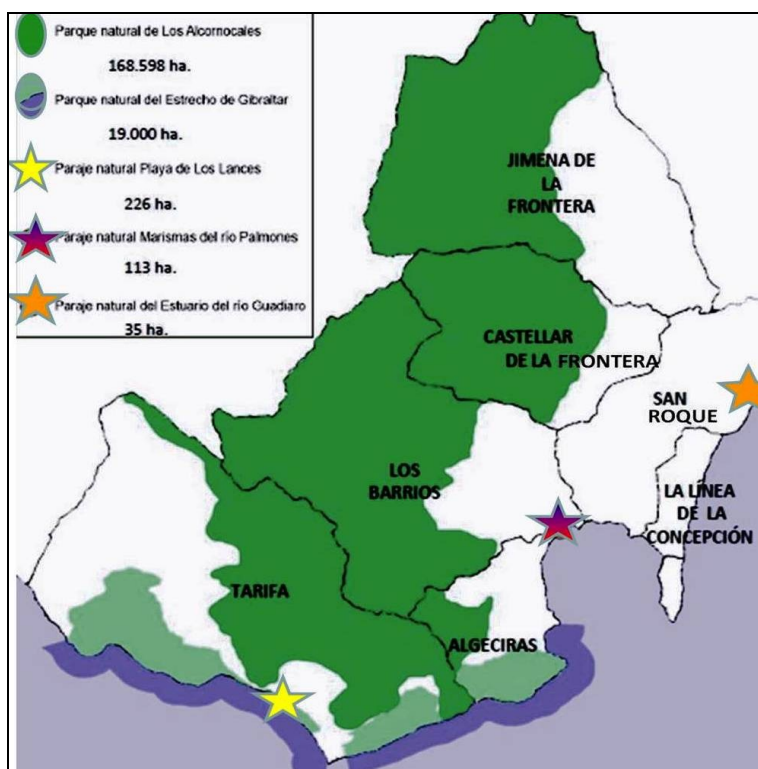 Parque natural de Los Alcornocales
168.598 ha.
Parque natural del Estrecho de Gibraltar
19.000 ha.
Paraje natural Playa de Los Lances
226 ha.
Paraje natural Marismas del río Palmones
113 ha.
Paraje natural del Estuario del río Guadiaro
35 ha.
JIMENA DE
LA
FRONTERA
CASTELLAR
DE LA FRONTERA
SAN
ROQUE
LOS
BARRIOS
LA LÍNEA
DE LA
CONCEPCIÓN
TARIFA
ALGECIRAS